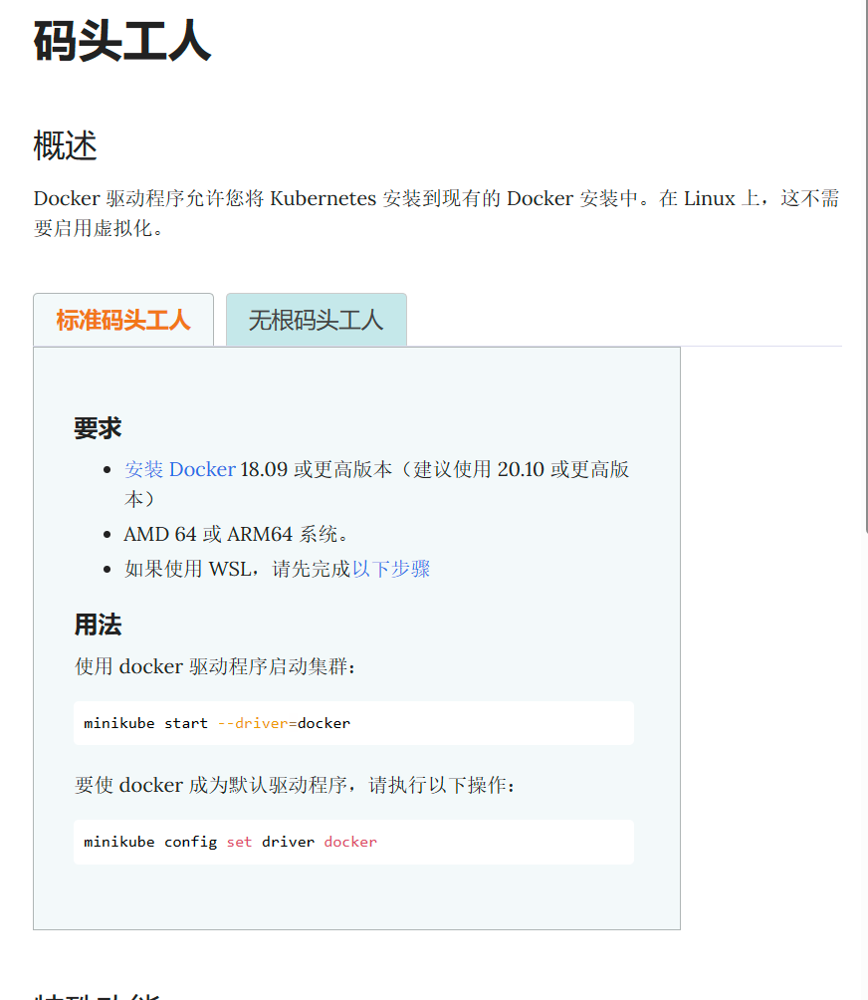 码头工人
概述
Docker 驱动程序允许您将 Kubernetes 安装到现有的 Docker 安装中。在 Linux 上，这不需
要启用虚拟化。
标准码头工人
无根码头工人
要求
安装 Docker 18.09 或更高版本（建议使用 20.10 或更高版
本）
AMD 64 或 ARM64 系统。
如果使用 WSL，请先完成以下步骤
用法
使用 docker 驱动程序启动集群：
minikube start --driver=docker
要使 docker 成为默认驱动程序，请执行以下操作：
minikube config set driver docker